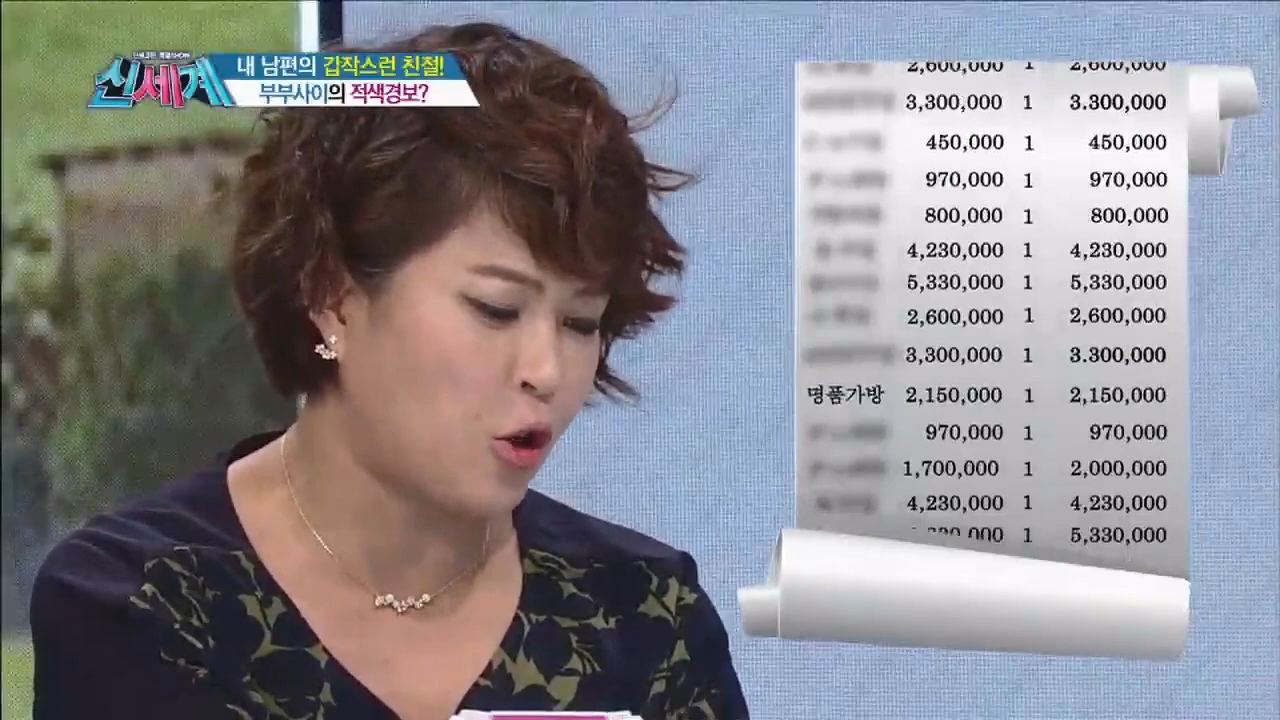 신세계
내 남편의 갑작스런 친절!
부부사이의 적색경보?
2,600,000 1 2,600,000
3,300,000 1 3.300,000
450,000 1 450,000
970,000 1 970,000
800,000 1 800,000
4,230,000 1 4,230,000
5,330,000 1 5,330,000
2,600,000 1 2,600,000
3,300,000 1 3.300,000
명품가방 2,150,000 1 2,150,000
970,000 1 970,000
1,700,000 1 2,000,000
4,230,000 1 4,230,000
1 5,330,000